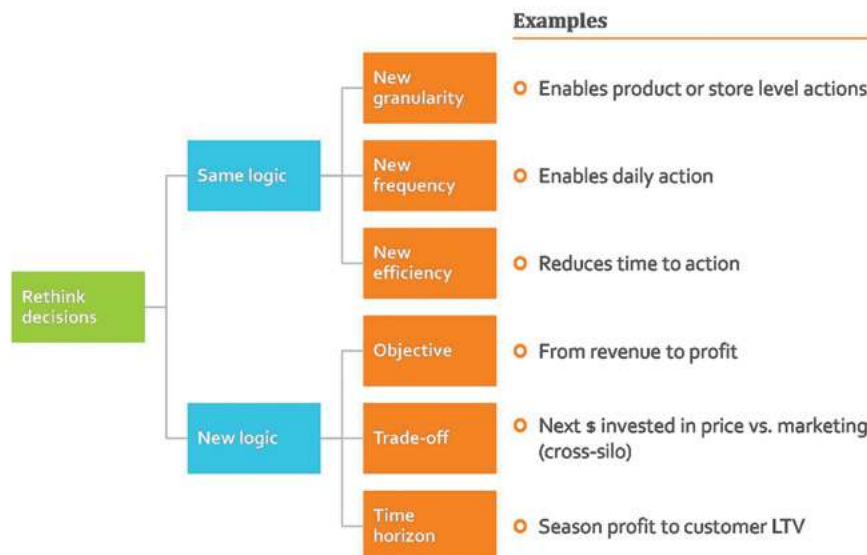 Examples
New
granularity
Enables product or store level actions
Same logic
New
frequency
Enables daily action
New
efficiency
Reduces time to action
Rethink
decisions
Objective
From revenue to profit
New logic
Trade-off
Next $ invested in price vs. marketing
(cross-silo)
Time
horizon
Season profit to customer LTV